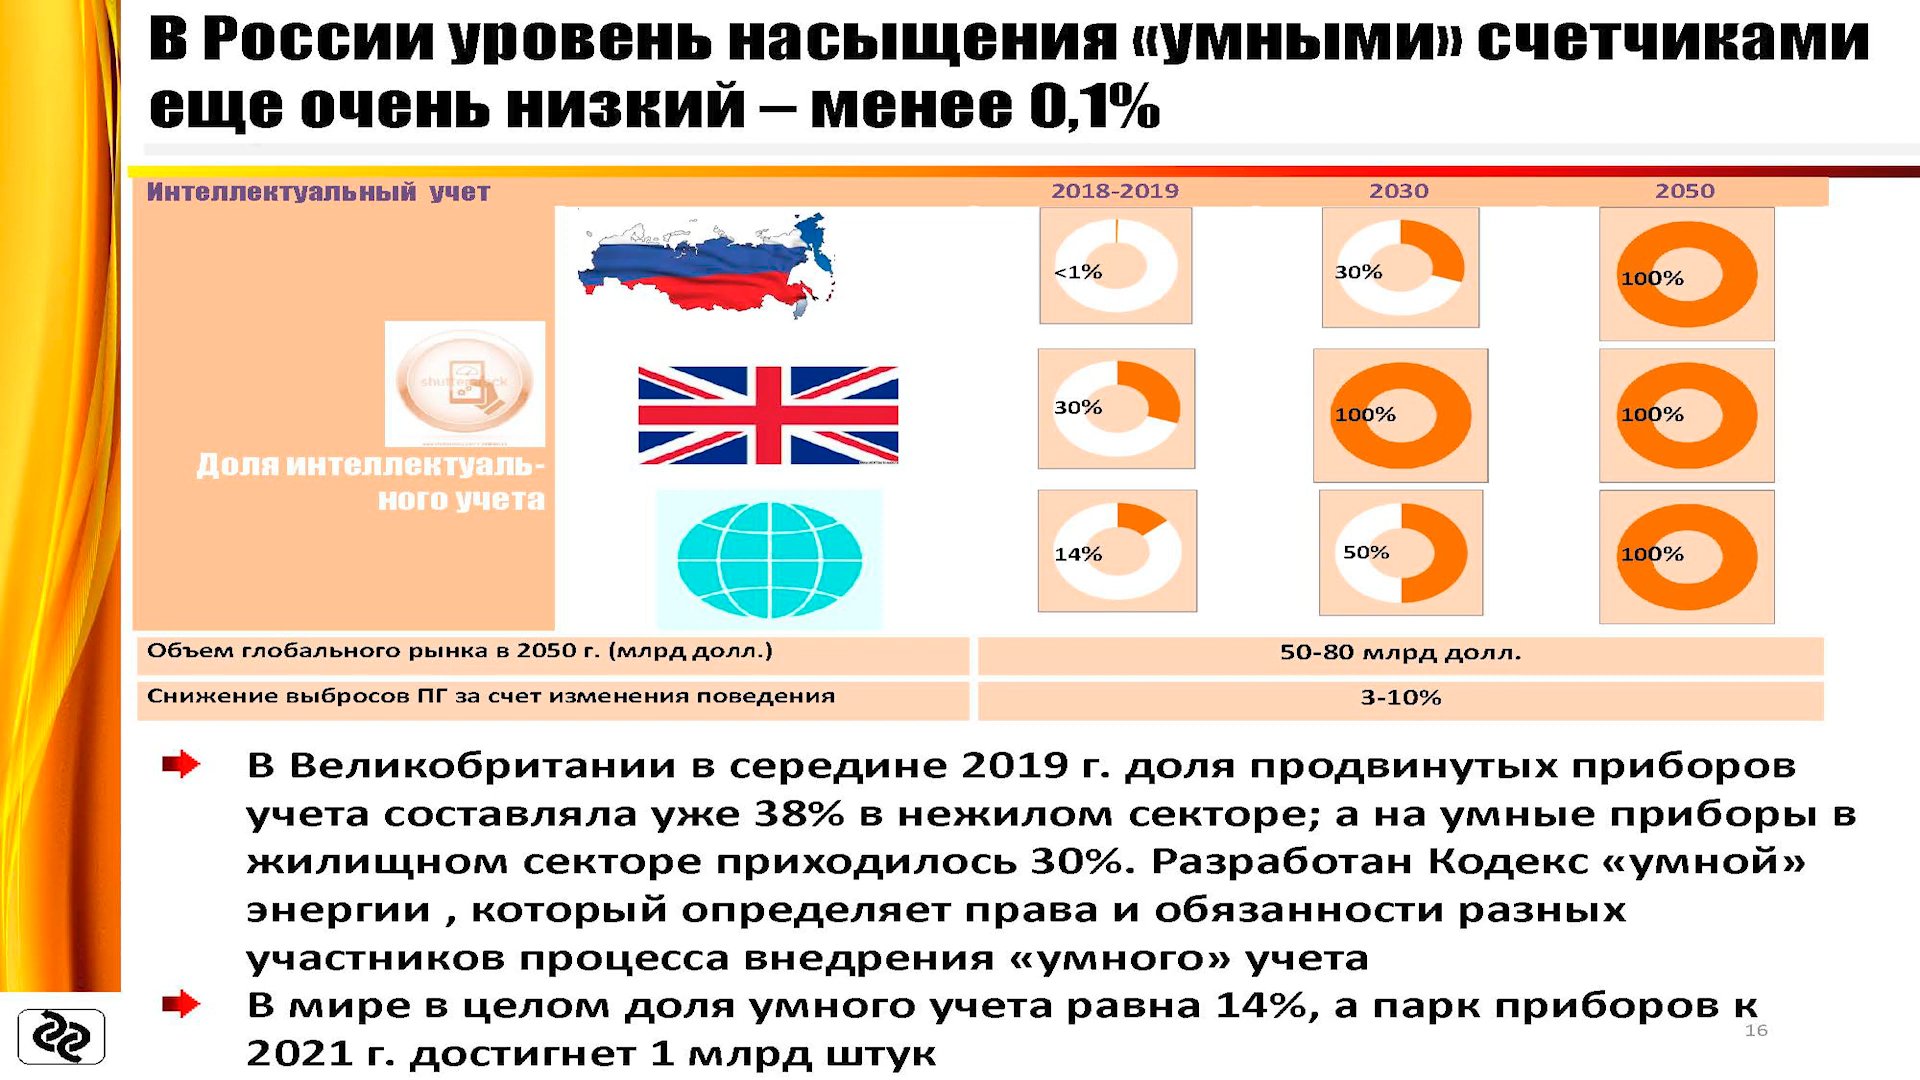 В России уровень насыщения «умными» счетчиками
еще очень низкий – менее 0,1%
Интеллектуальный учет 2018-2019 2030 2050
<1% 30% 100%
shutterstock
30% 100% 100%
Доля интеллектуаль-
ного учета
14% 50% 100%
Объем глобального рынка в 2050 г. (млрд долл.) 50-80 млрд долл.
Снижение выбросов ПГ за счет изменения поведения 3-10%
В Великобритании в середине 2019 г. доля продвинутых приборов
учета составляла уже 38% в нежилом секторе; а на умные приборы в
жилищном секторе приходилось 30%. Разработан Кодекс «умной»
энергии , который определяет права и обязанности разных
участников процесса внедрения «умного» учета
В мире в целом доля умного учета равна 14%, а парк приборов к
2021 г. достигнет 1 млрд штук
16